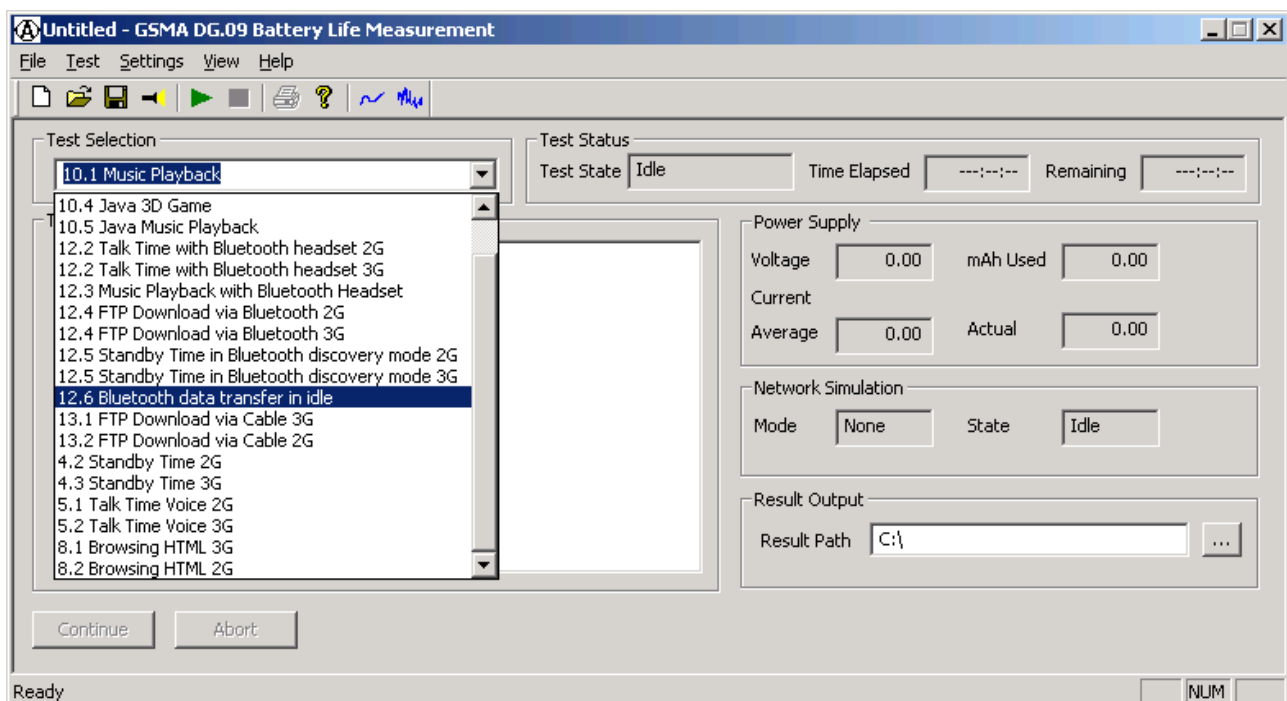 Untitled - GSMA DG.09 Battery Life Measurement
File Test Settings View Help
Test Selection
10.1 Music Playback
10.4 Java 3D Game
10.5 Java Music Playback
12.2 Talk Time with Bluetooth headset 2G
12.2 Talk Time with Bluetooth headset 3G
12.3 Music Playback with Bluetooth Headset
12.4 FTP Download via Bluetooth 2G
12.4 FTP Download via Bluetooth 3G
12.5 Standby Time in Bluetooth discovery mode 2G
12.5 Standby Time in Bluetooth discovery mode 3G
12.6 Bluetooth data transfer in idle
13.1 FTP Download via Cable 3G
13.2 FTP Download via Cable 2G
4.2 Standby Time 2G
4.3 Standby Time 3G
5.1 Talk Time Voice 2G
5.2 Talk Time Voice 3G
8.1 Browsing HTML 3G
8.2 Browsing HTML 2G
Test Status
Test State Idle Time Elapsed ---:--:-- Remaining ---:--:--
Power Supply
Voltage 0.00 mAh Used 0.00
Current
Average 0.00 Actual 0.00
Network Simulation
Mode None State Idle
Result Output
Result Path C:\ ...
Continue Abort
Ready NUM